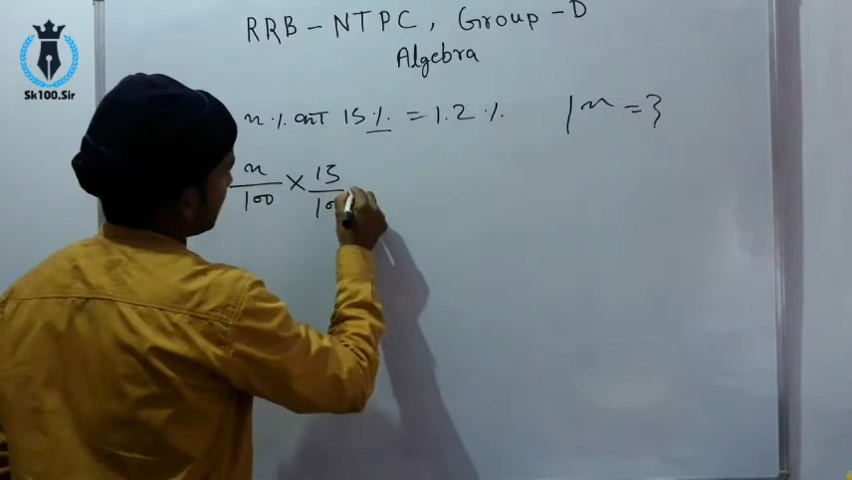 RRB - NTPC, Group - D
Algebra
Sk100.Sir
x % का 15 % = 1.2 % | x = ?
x/100 × 15/10